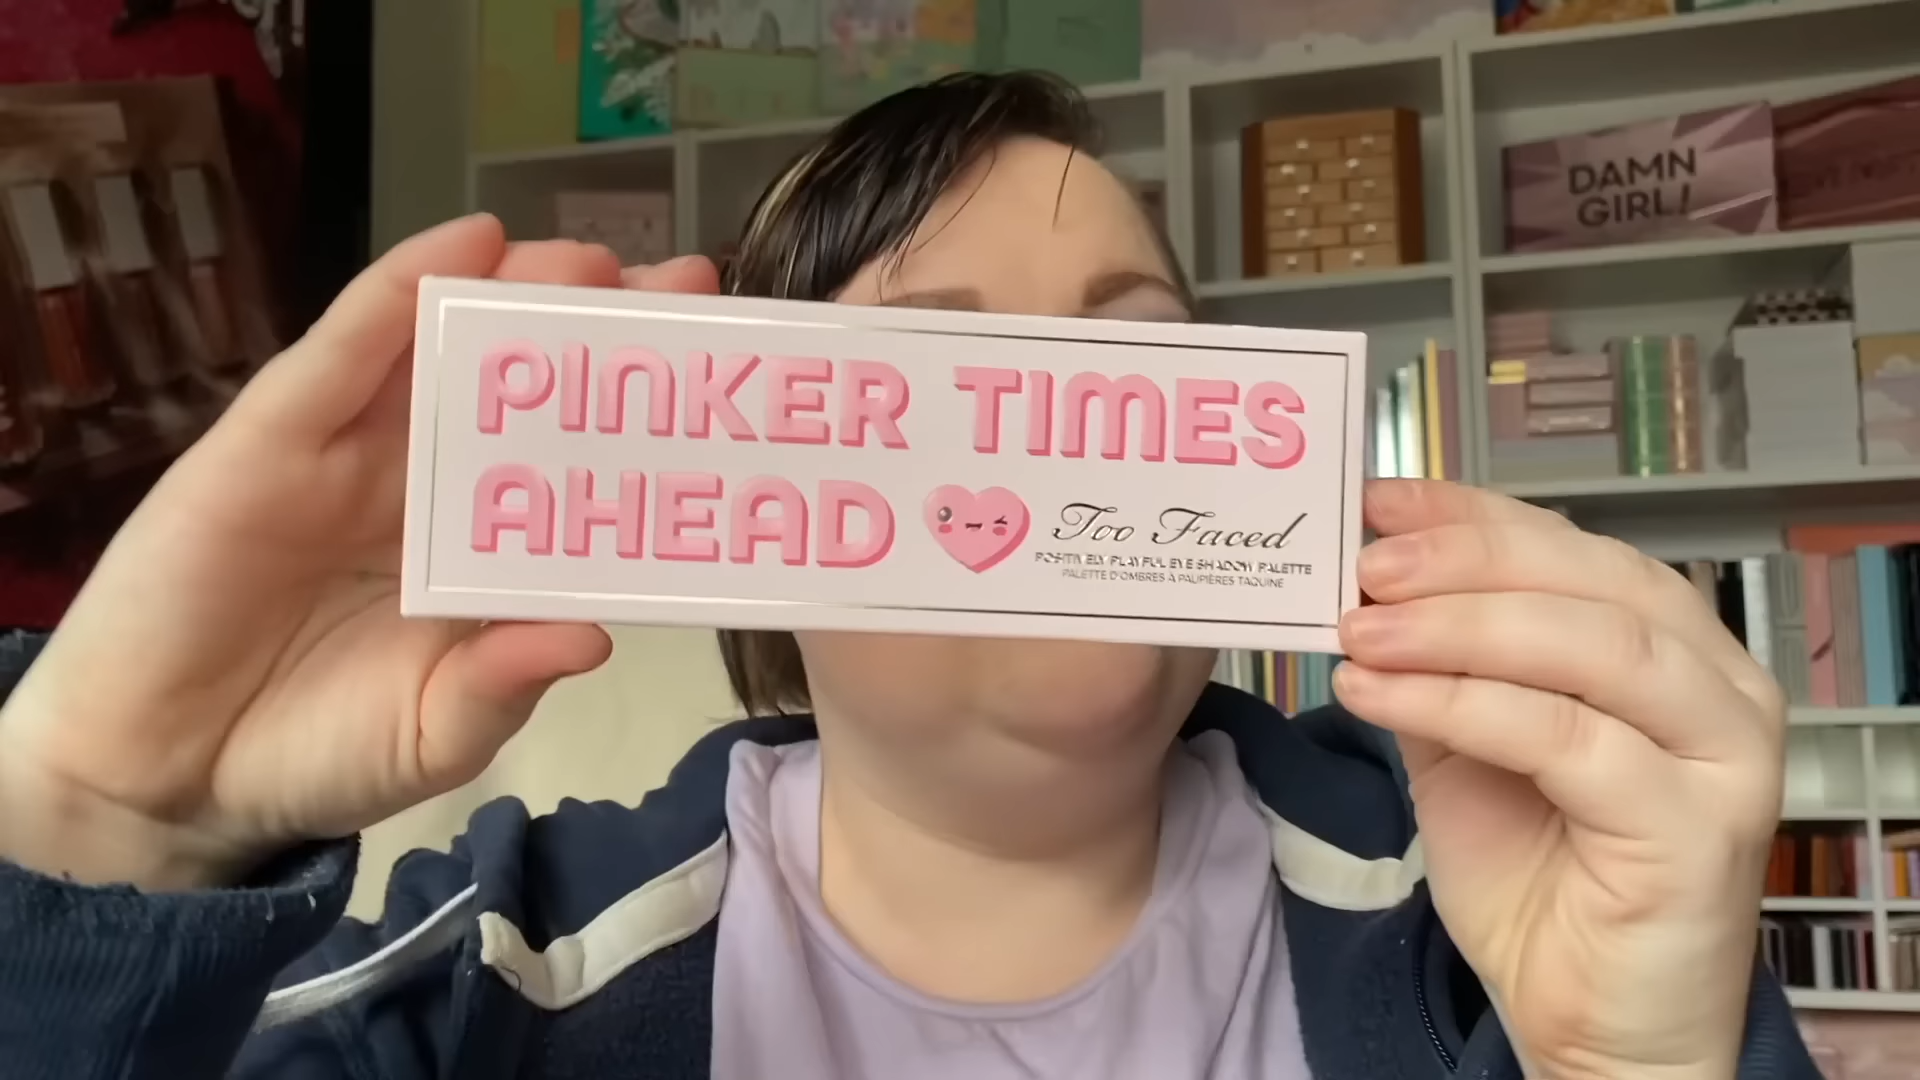 PINKER TIMES
AHEAD
Too Faced
POSITIVELY PLAYFUL EYE SHADOW PALETTE
PALETTE D'OMBRES À PAUPIÈRES TAQUINE
DAMN
GIRL!